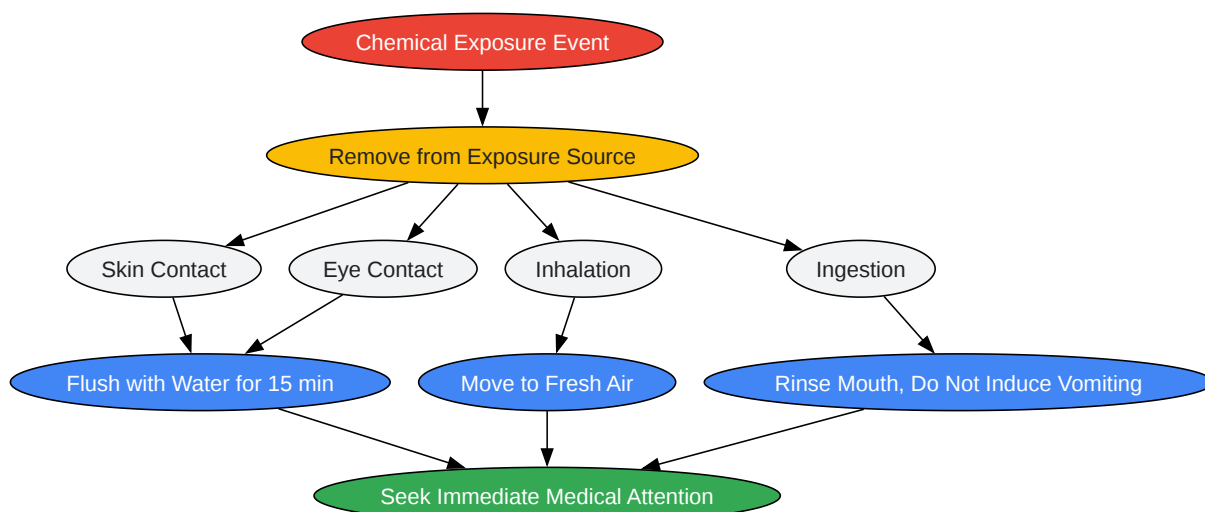 Chemical Exposure Event
Remove from Exposure Source
Skin Contact
Eye Contact
Inhalation
Ingestion
Flush with Water for 15 min
Move to Fresh Air
Rinse Mouth, Do Not Induce Vomiting
Seek Immediate Medical Attention